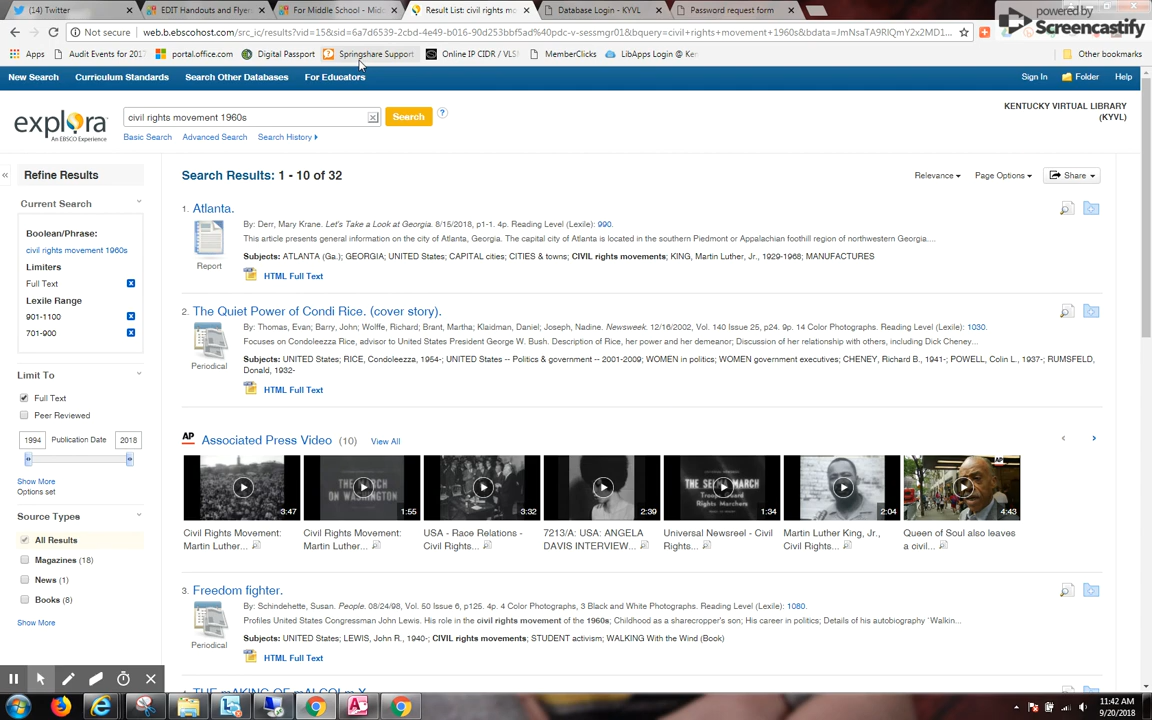 (14) Twitter
EDIT Handouts and Flyer
For Middle School - Mid
Result List: civil rights mo
Database Login - KYVL
Password request form
powered by
Screencastify
Not secure
web.b.ebscohost.com/src_ic/results?vid=15&sid=6a7d6539-2cbd-4e49-b016-90d253bbf5ad%40pdc-v-sessmgr01&bquery=civil+rights+movement+1960s&bdata=JmNsaTA9RlQmY2x2MD1...
Apps
Audit Events for 2017
portal.office.com
Digital Passport
Springshare Support
Online IP CIDR / VLS
MemberClicks
LibApps Login @ Ker
Other bookmarks
New Search
Curriculum Standards
Search Other Databases
For Educators
Sign In
Folder
Help
explora
An EBSCO Experience
civil rights movement 1960s
Search
?
Basic Search
Advanced Search
Search History
KENTUCKY VIRTUAL LIBRARY
(KYVL)
Refine Results
Current Search
Boolean/Phrase:
civil rights movement 1960s
Limiters
Full Text
Lexile Range
901-1100
701-900
Limit To
Full Text
Peer Reviewed
1994 Publication Date 2018
Show More
Options set
Source Types
All Results
Magazines (18)
News (1)
Books (8)
Show More
Search Results: 1 - 10 of 32
Relevance
Page Options
Share
1. Atlanta.
By: Derr, Mary Krane. Let's Take a Look at Georgia. 8/15/2018, p1-1. 4p. Reading Level (Lexile): 990.
This article presents general information on the city of Atlanta, Georgia. The capital city of Atlanta is located in the southern Piedmont or Appalachian foothill region of northwestern Georgia....
Report
Subjects: ATLANTA (Ga.); GEORGIA; UNITED States; CAPITAL cities; CITIES & towns; CIVIL rights movements; KING, Martin Luther, Jr., 1929-1968; MANUFACTURES
HTML Full Text
2. The Quiet Power of Condi Rice. (cover story).
By: Thomas, Evan; Barry, John; Wolffe, Richard; Brant, Martha; Klaidman, Daniel; Joseph, Nadine. Newsweek. 12/16/2002, Vol. 140 Issue 25, p24. 9p. 14 Color Photographs. Reading Level (Lexile): 1030.
Focuses on Condoleezza Rice, advisor to United States President George W. Bush. Description of Rice, her power and her demeanor; Discussion of her relationship with others, including Dick Cheney...
Periodical
Subjects: UNITED States; RICE, Condoleezza, 1954-; UNITED States -- Politics & government -- 2001-2009; WOMEN in politics; WOMEN government executives; CHENEY, Richard B., 1941-; POWELL, Colin L., 1937-; RUMSFELD,
Donald, 1932-
HTML Full Text
AP
Associated Press Video (10)
View All
3:47
1:55
3:32
2:39
1:34
2:04
4:43
Civil Rights Movement:
Martin Luther...
Civil Rights Movement:
Martin Luther...
USA - Race Relations -
Civil Rights...
7213/A: USA: ANGELA
DAVIS INTERVIEW...
Universal Newsreel - Civil
Rights...
Martin Luther King, Jr.,
Civil Rights...
Queen of Soul also leaves
a civil...
3. Freedom fighter.
By: Schindehette, Susan. People. 08/24/98, Vol. 50 Issue 6, p125. 4p. 4 Color Photographs, 3 Black and White Photographs. Reading Level (Lexile): 1080.
Profiles United States Congressman John Lewis. His role in the civil rights movement of the 1960s; Childhood as a sharecropper's son; His career in politics; Details of his autobiography `Walkin...
Periodical
Subjects: UNITED States; LEWIS, John R., 1940-; CIVIL rights movements; STUDENT activism; WALKING With the Wind (Book)
HTML Full Text
THE mAKING OF mALCOLM X
11:42 AM
9/20/2018